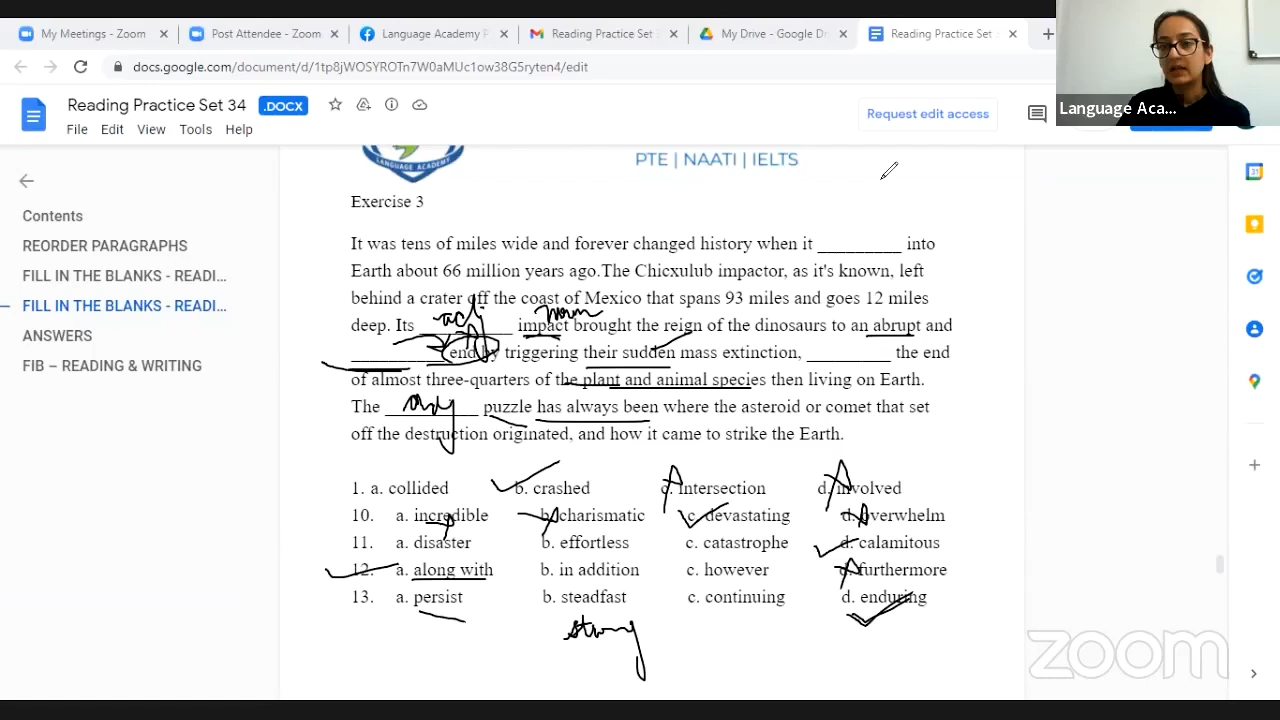 My Meetings - Zoom
Post Attendee - Zoom
Language Academy P
Reading Practice Set
My Drive - Google Dr
Reading Practice Set
docs.google.com/document/d/1tp8jWOSYROTn7W0aMUc1ow38G5ryten4/edit
Language Aca...
Reading Practice Set 34 .DOCX
Request edit access
File Edit View Tools Help
LANGUAGE ACADEMY
PTE | NAATI | IELTS
Contents
REORDER PARAGRAPHS
FILL IN THE BLANKS - READI...
FILL IN THE BLANKS - READI...
ANSWERS
FIB – READING & WRITING
Exercise 3
It was tens of miles wide and forever changed history when it _________ into
Earth about 66 million years ago.The Chicxulub impactor, as it's known, left
behind a crater off the coast of Mexico that spans 93 miles and goes 12 miles
adj noun
deep. Its __________ impact brought the reign of the dinosaurs to an abrupt and
__________ end by triggering their sudden mass extinction, _________ the end
of almost three-quarters of the plant and animal species then living on Earth.
The __________ puzzle has always been where the asteroid or comet that set
off the destruction originated, and how it came to strike the Earth.
1. a. collided b. crashed c. intersection d. involved
10. a. incredible b. charismatic c. devastating d. overwhelm
11. a. disaster b. effortless c. catastrophe d. calamitous
12. a. along with b. in addition c. however d. furthermore
13. a. persist b. steadfast c. continuing d. enduring
strong
zoom
31